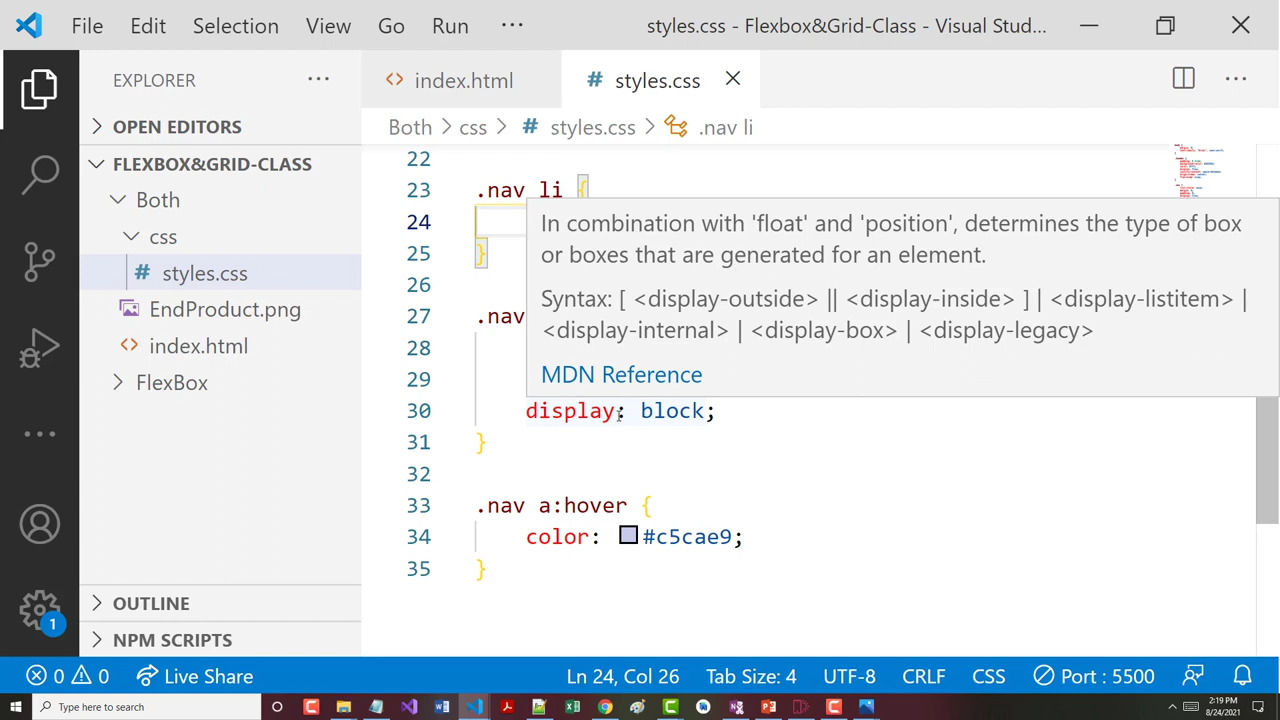 File Edit Selection View Go Run ··· styles.css - Flexbox&Grid-Class - Visual Stud...
EXPLORER ···
<> index.html # styles.css ···
OPEN EDITORS
FLEXBOX&GRID-CLASS
Both
css
# styles.css
EndProduct.png
<> index.html
FlexBox
···
1
OUTLINE
NPM SCRIPTS
Both > css > # styles.css > .nav li
22
23 .nav li {
24
25 }
26
27 .nav
28
29
30 display: block;
31 }
32
33 .nav a:hover {
34 color: #c5cae9;
35 }
In combination with 'float' and 'position', determines the type of box
or boxes that are generated for an element.
Syntax: [ <display-outside> || <display-inside> ] | <display-listitem> |
<display-internal> | <display-box> | <display-legacy>
MDN Reference
0 0 Live Share Ln 24, Col 26 Tab Size: 4 UTF-8 CRLF CSS Port : 5500
Type here to search
2:19 PM
8/24/2021